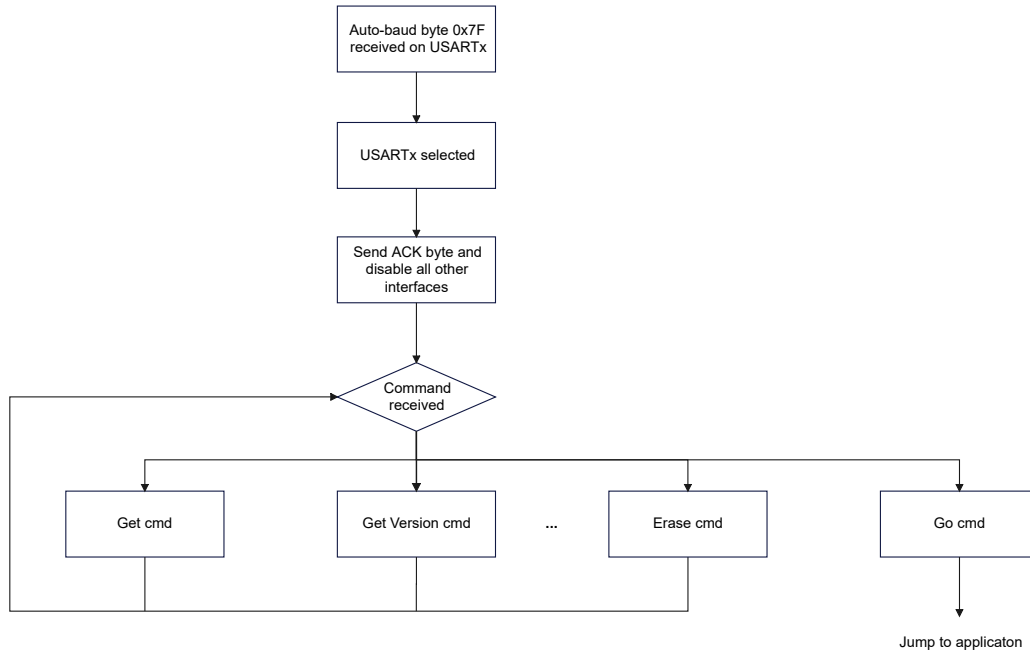 Auto-baud byte 0x7F
received on USARTx
USARTx selected
Send ACK byte and
disable all other
interfaces
Command
received
Get cmd
Get Version cmd
...
Erase cmd
Go cmd
Jump to applicaton